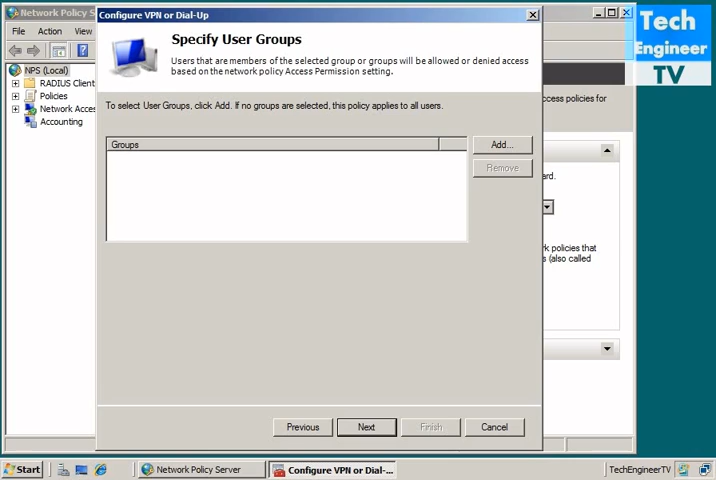 Network Policy S
Configure VPN or Dial-Up
Tech
Engineer
TV
File Action View
Specify User Groups
Users that are members of the selected group or groups will be allowed or denied access
based on the network policy Access Permission setting.
NPS (Local)
RADIUS Client
Policies
Network Acces
Accounting
To select User Groups, click Add. If no groups are selected, this policy applies to all users.
Groups
Add...
Remove
ccess policies for
ard.
rk policies that
s (also called
Previous
Next
Finish
Cancel
Start
Network Policy Server
Configure VPN or Dial-...
TechEngineerTV